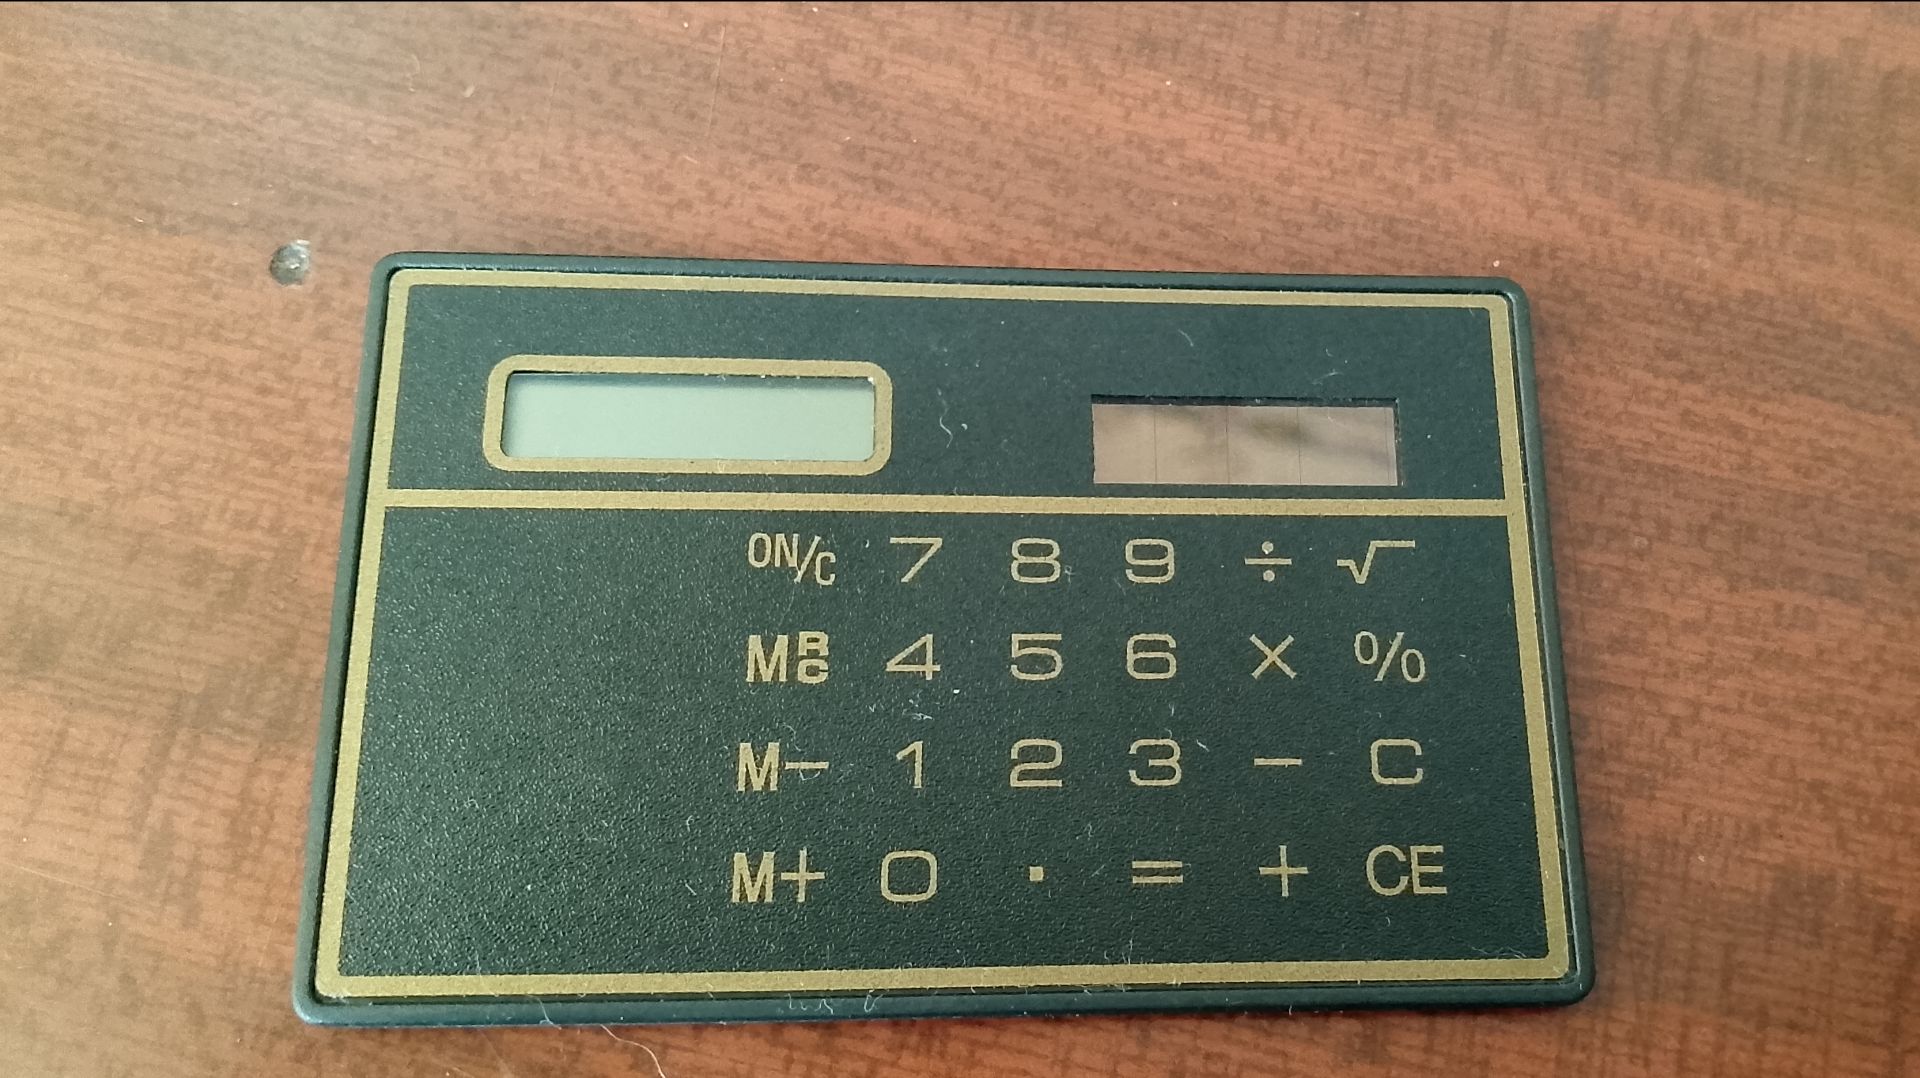 ON/C 7 8 9 ÷ √
MRC 4 5 6 × %
M− 1 2 3 − C
M+ 0 . = + CE